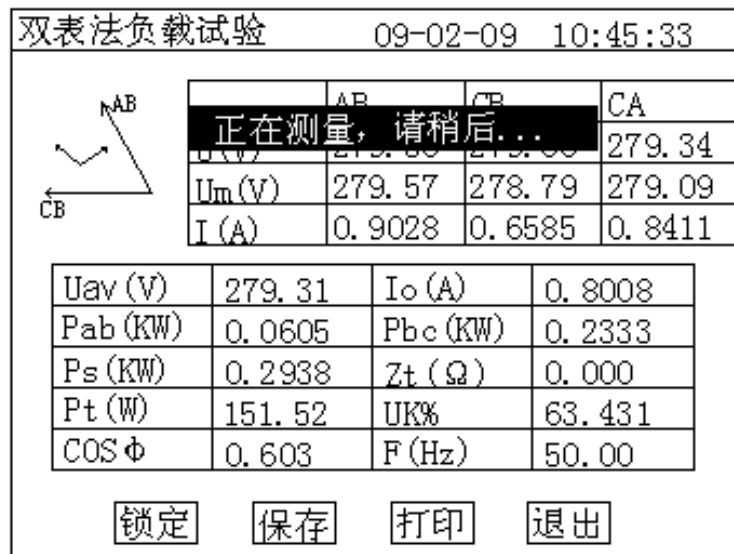 双表法负载试验 09-02-09 10:45:33
AB CA
正在测量，请稍后...
279.34
AB
CB
Um(V) 279.57 278.79 279.09
I(A) 0.9028 0.6585 0.8411
Uav(V) 279.31 Io(A) 0.8008
Pab(KW) 0.0605 Pbc(KW) 0.2333
Ps(KW) 0.2938 Zt(Ω) 0.000
Pt(W) 151.52 UK% 63.431
COSΦ 0.603 F(Hz) 50.00
锁定 保存 打印 退出